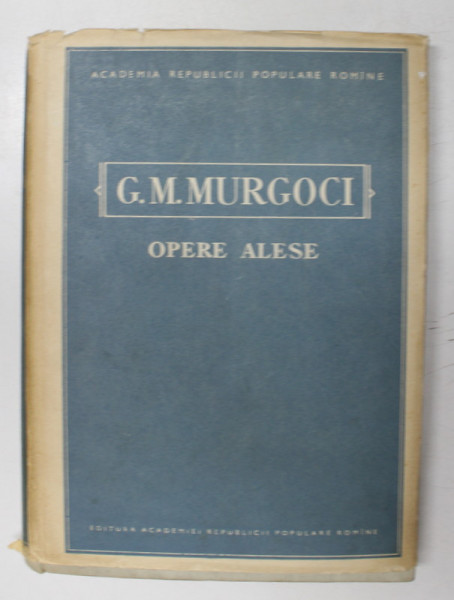 ACADEMIA REPUBLICII POPULARE ROMÎNE
G. M. MURGOCI
OPERE ALESE
EDITURA ACADEMIEI REPUBLICII POPULARE ROMÎNE